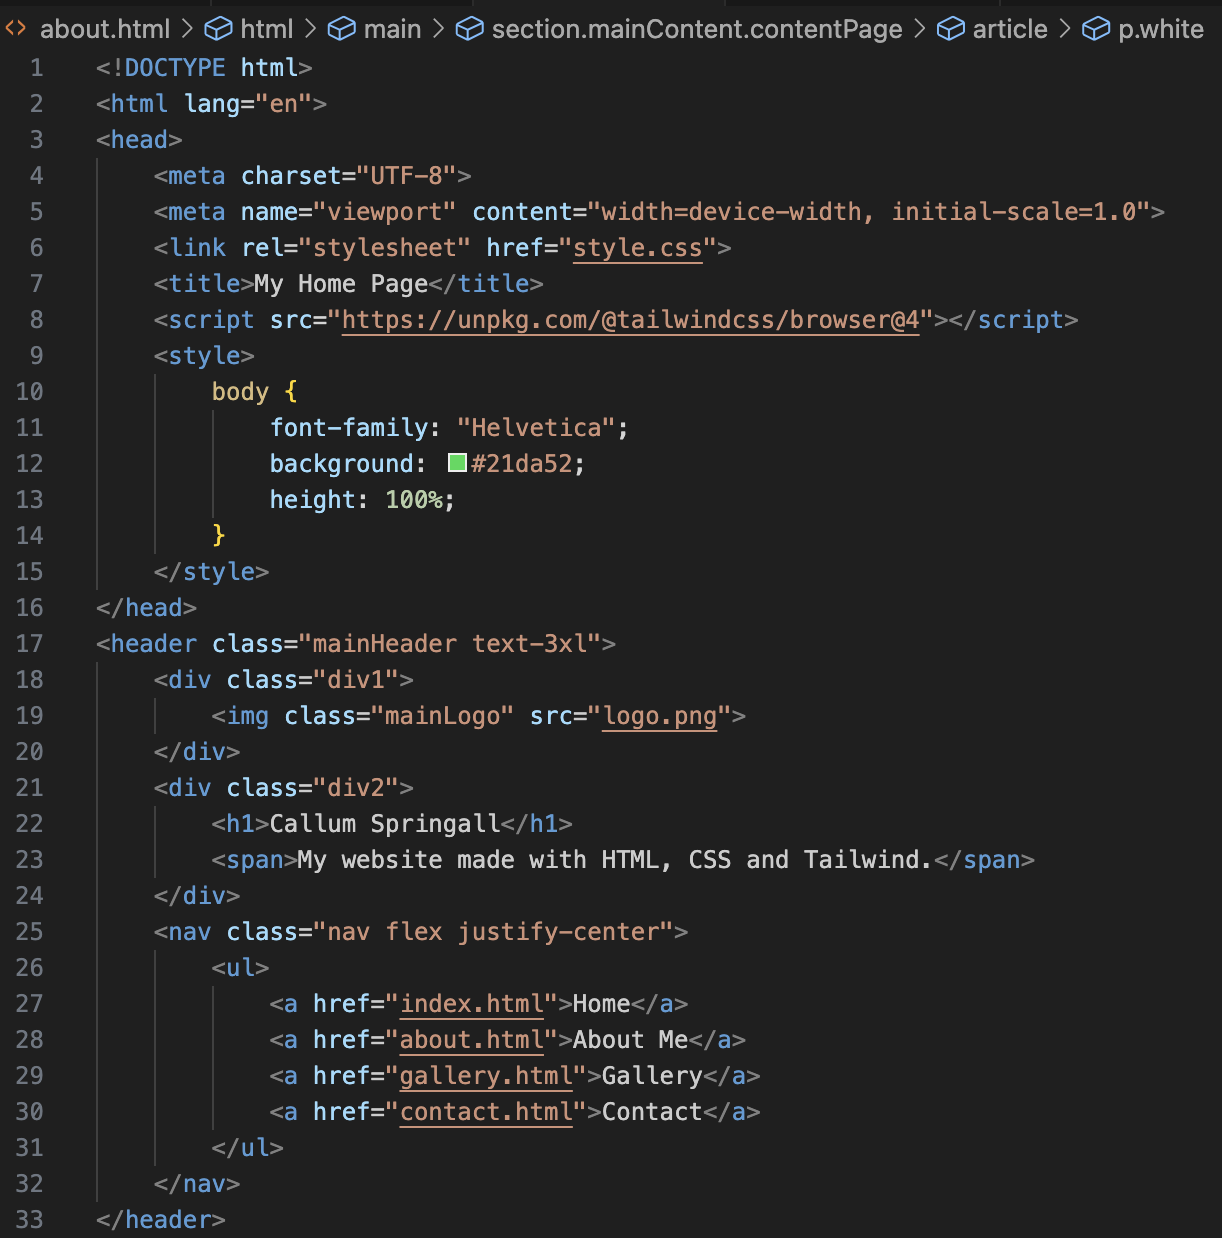 about.html > html > main > section.mainContent.contentPage > article > p.white
1 <!DOCTYPE html>
2 <html lang="en">
3 <head>
4     <meta charset="UTF-8">
5     <meta name="viewport" content="width=device-width, initial-scale=1.0">
6     <link rel="stylesheet" href="style.css">
7     <title>My Home Page</title>
8     <script src="https://unpkg.com/@tailwindcss/browser@4"></script>
9     <style>
10         body {
11             font-family: "Helvetica";
12             background: #21da52;
13             height: 100%;
14         }
15     </style>
16 </head>
17 <header class="mainHeader text-3xl">
18     <div class="div1">
19         <img class="mainLogo" src="logo.png">
20     </div>
21     <div class="div2">
22         <h1>Callum Springall</h1>
23         <span>My website made with HTML, CSS and Tailwind.</span>
24     </div>
25     <nav class="nav flex justify-center">
26         <ul>
27             <a href="index.html">Home</a>
28             <a href="about.html">About Me</a>
29             <a href="gallery.html">Gallery</a>
30             <a href="contact.html">Contact</a>
31         </ul>
32     </nav>
33 </header>